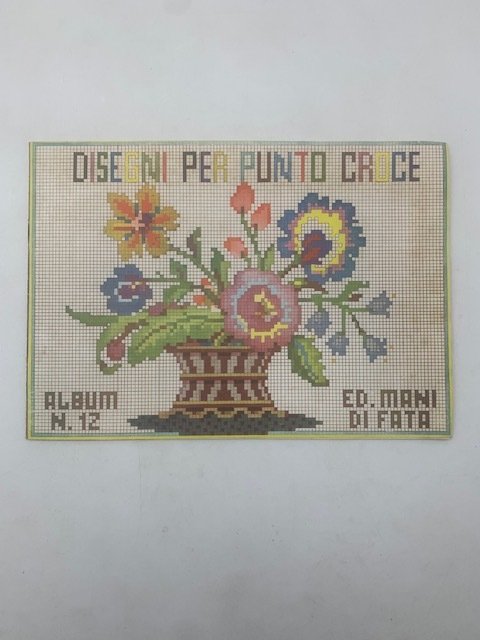 DISEGNI PER PUNTO CROCE
ALBUM
N. 12
ED. MANI
DI FATA